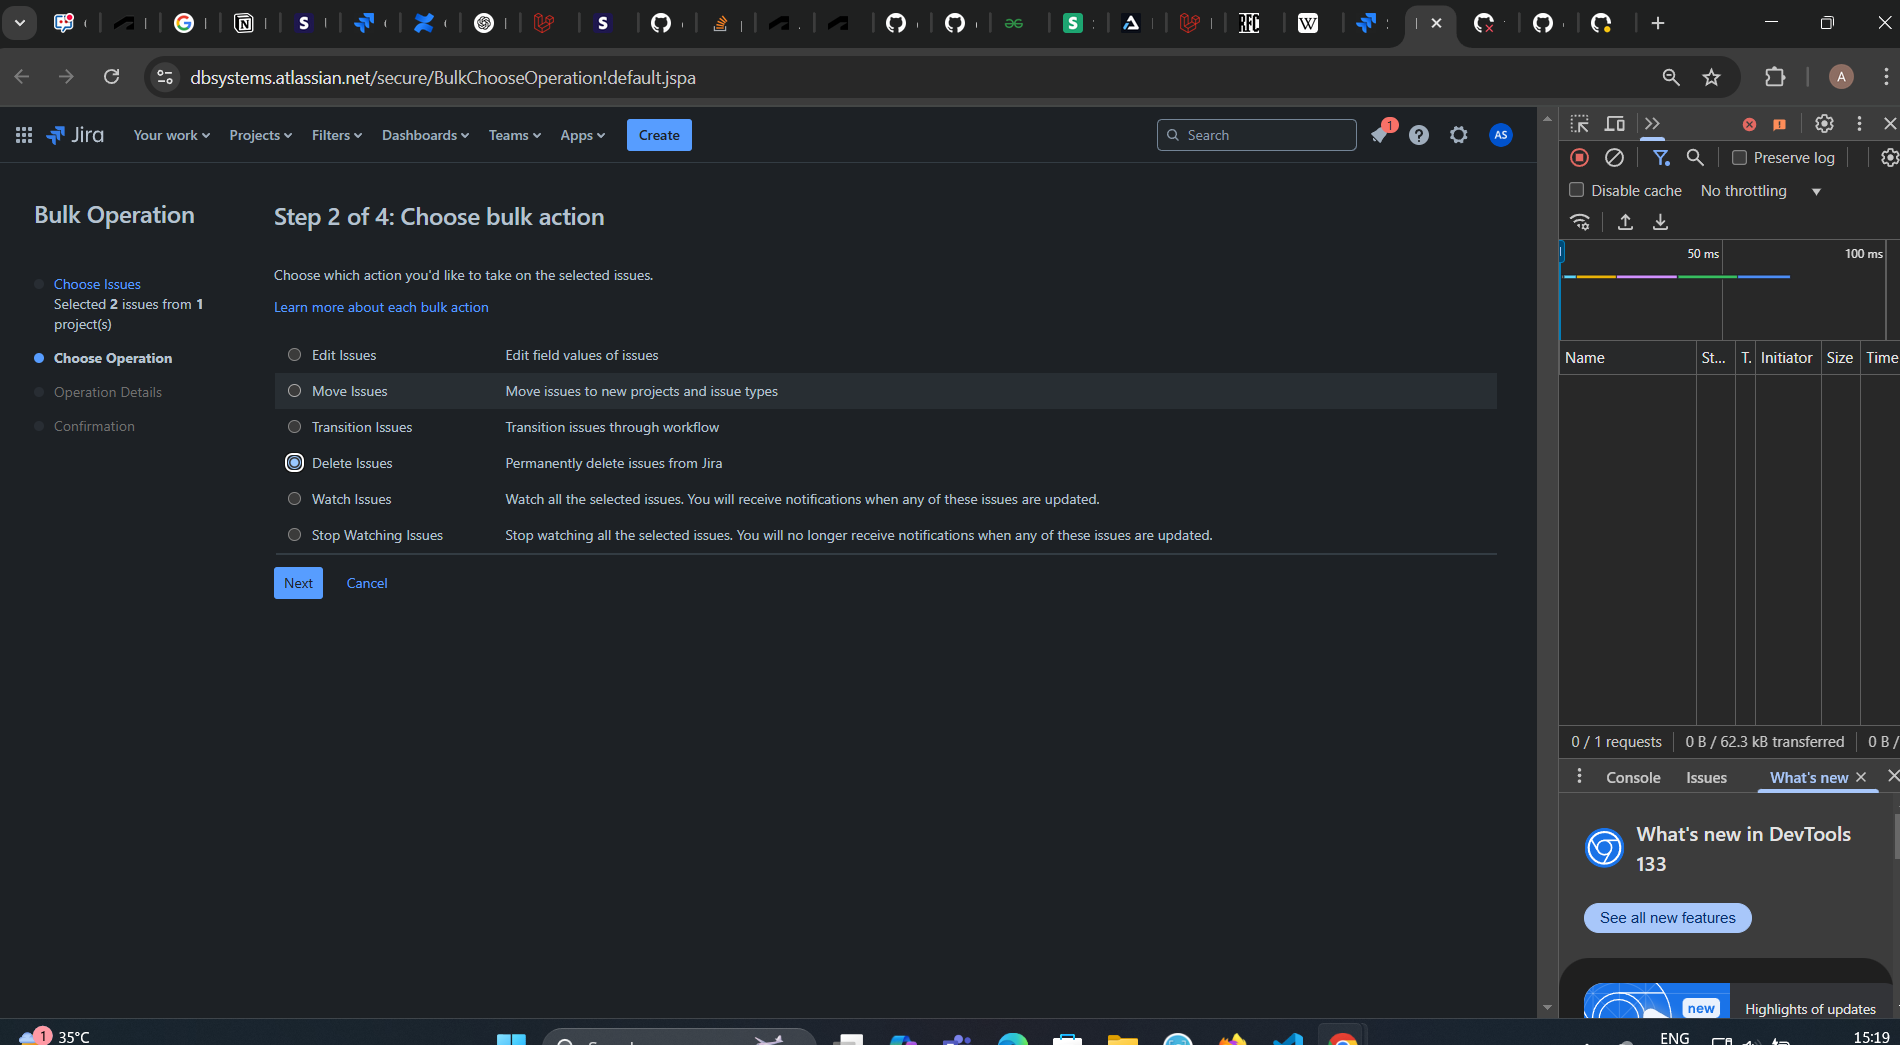 dbsystems.atlassian.net/secure/BulkChooseOperation!default.jspa
A
Jira
Your work
Projects
Filters
Dashboards
Teams
Apps
Create
Search
1
AS
Bulk Operation
Choose Issues
Selected 2 issues from 1
project(s)
Choose Operation
Operation Details
Confirmation
Step 2 of 4: Choose bulk action
Choose which action you'd like to take on the selected issues.
Learn more about each bulk action
Edit Issues Edit field values of issues
Move Issues Move issues to new projects and issue types
Transition Issues Transition issues through workflow
Delete Issues Permanently delete issues from Jira
Watch Issues Watch all the selected issues. You will receive notifications when any of these issues are updated.
Stop Watching Issues Stop watching all the selected issues. You will no longer receive notifications when any of these issues are updated.
Next Cancel
Preserve log
Disable cache No throttling
50 ms 100 ms
Name St... T. Initiator Size Time
0 / 1 requests 0 B / 62.3 kB transferred 0 B /
Console Issues What's new
What's new in DevTools
133
See all new features
new Highlights of updates
1 35°C
ENG
15:19